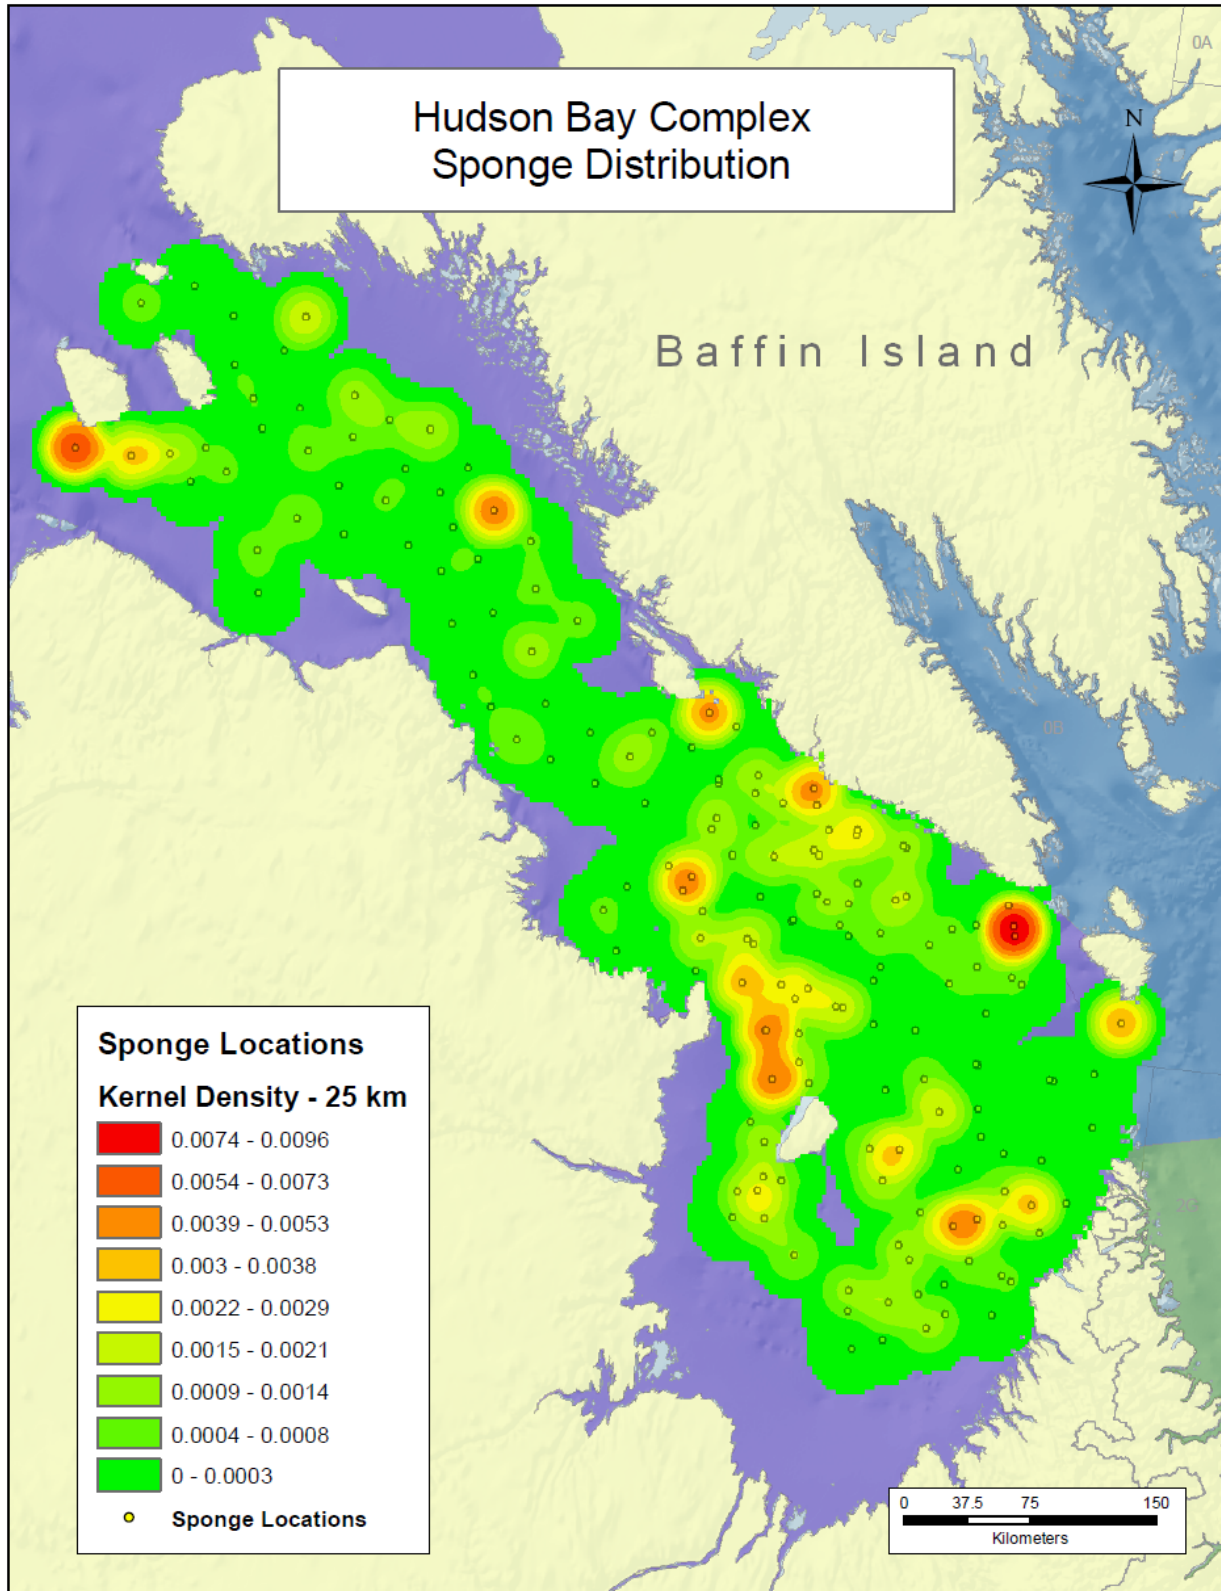 Hudson Bay Complex
Sponge Distribution
0A
N
Baffin Island
0B
Sponge Locations
Kernel Density - 25 km
0.0074 - 0.0096
0.0054 - 0.0073
0.0039 - 0.0053
0.003 - 0.0038
0.0022 - 0.0029
0.0015 - 0.0021
0.0009 - 0.0014
0.0004 - 0.0008
0 - 0.0003
Sponge Locations
0 37.5 75 150
Kilometers